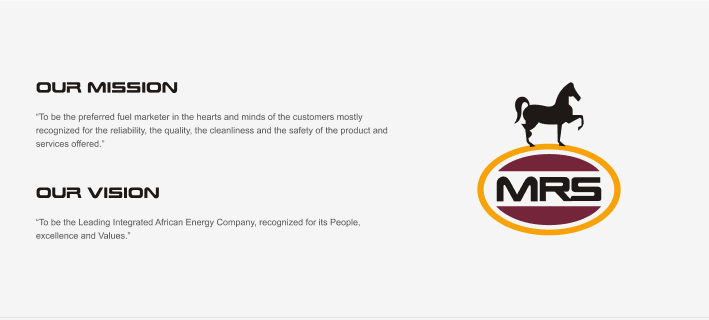 OUR MISSION
“To be the preferred fuel marketer in the hearts and minds of the customers mostly
recognized for the reliability, the quality, the cleanliness and the safety of the product and
services offered.”
OUR VISION
“To be the Leading Integrated African Energy Company, recognized for its People,
excellence and Values.”
MRS